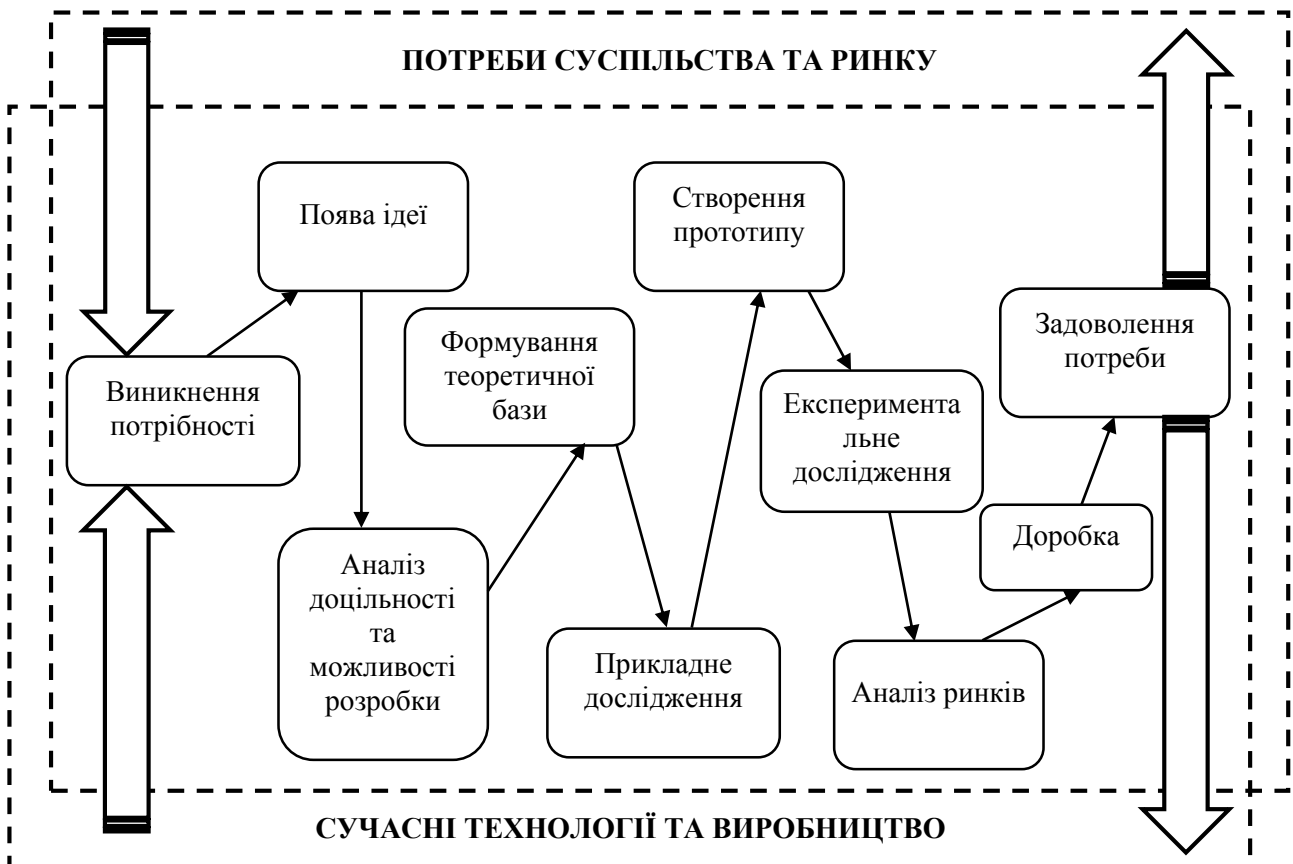 ПОТРЕБИ СУСПІЛЬСТВА ТА РИНКУ
Виникнення
потрібності
Поява ідеї
Аналіз
доцільності
та
можливості
розробки
Формування
теоретичної
бази
Прикладне
дослідження
Створення
прототипу
Експеримента
льне
дослідження
Аналіз ринків
Доробка
Задоволення
потреби
СУЧАСНІ ТЕХНОЛОГІЇ ТА ВИРОБНИЦТВО